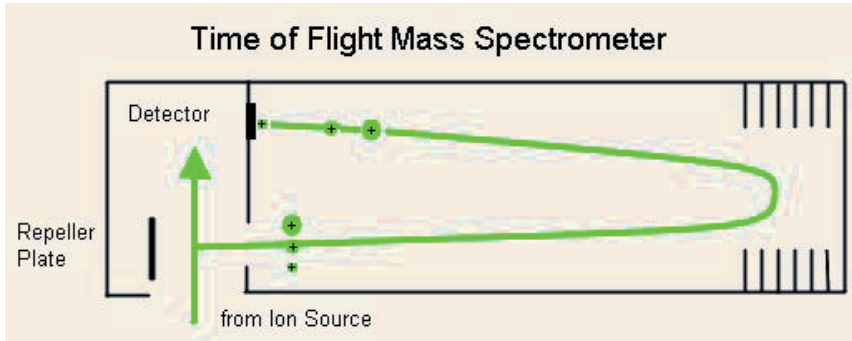 Time of Flight Mass Spectrometer
Detector
+ + +
+
Repeller
Plate
+
+
from Ion Source